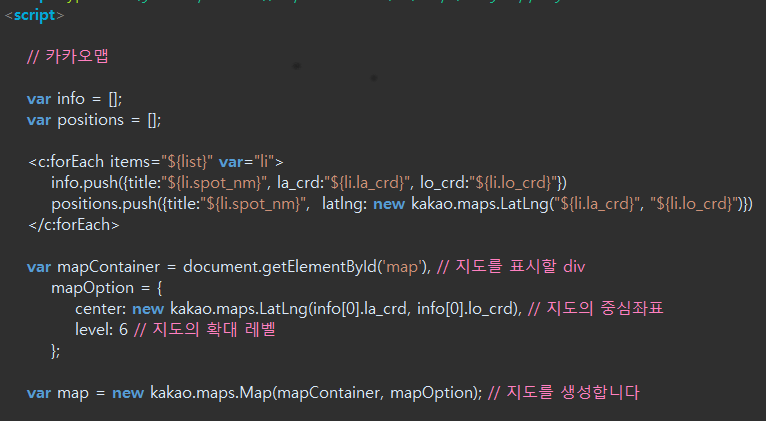 <script>
// 카카오맵
var info = [];
var positions = [];
<c:forEach items="${list}" var="li">
info.push({title:"${li.spot_nm}", la_crd:"${li.la_crd}", lo_crd:"${li.lo_crd}"})
positions.push({title:"${li.spot_nm}", latlng: new kakao.maps.LatLng("${li.la_crd}", "${li.lo_crd}")})
</c:forEach>
var mapContainer = document.getElementById('map'), // 지도를 표시할 div
mapOption = {
center: new kakao.maps.LatLng(info[0].la_crd, info[0].lo_crd), // 지도의 중심좌표
level: 6 // 지도의 확대 레벨
};
var map = new kakao.maps.Map(mapContainer, mapOption); // 지도를 생성합니다